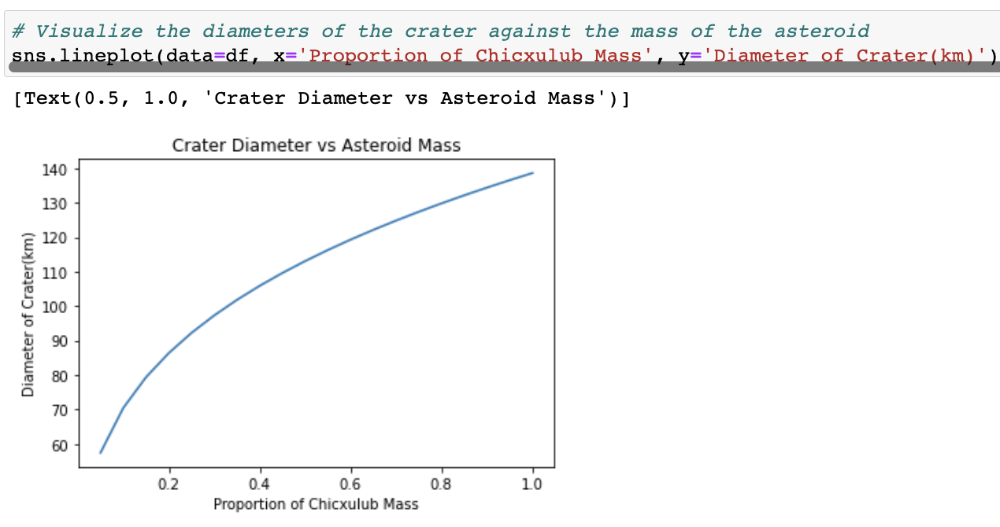 # Visualize the diameters of the crater against the mass of the asteroid
sns.lineplot(data=df, x='Proportion of Chicxulub Mass', y='Diameter of Crater(km)')
[Text(0.5, 1.0, 'Crater Diameter vs Asteroid Mass')]
Crater Diameter vs Asteroid Mass
140
130
120
110
100
90
80
70
60
Diameter of Crater(km)
0.2 0.4 0.6 0.8 1.0
Proportion of Chicxulub Mass